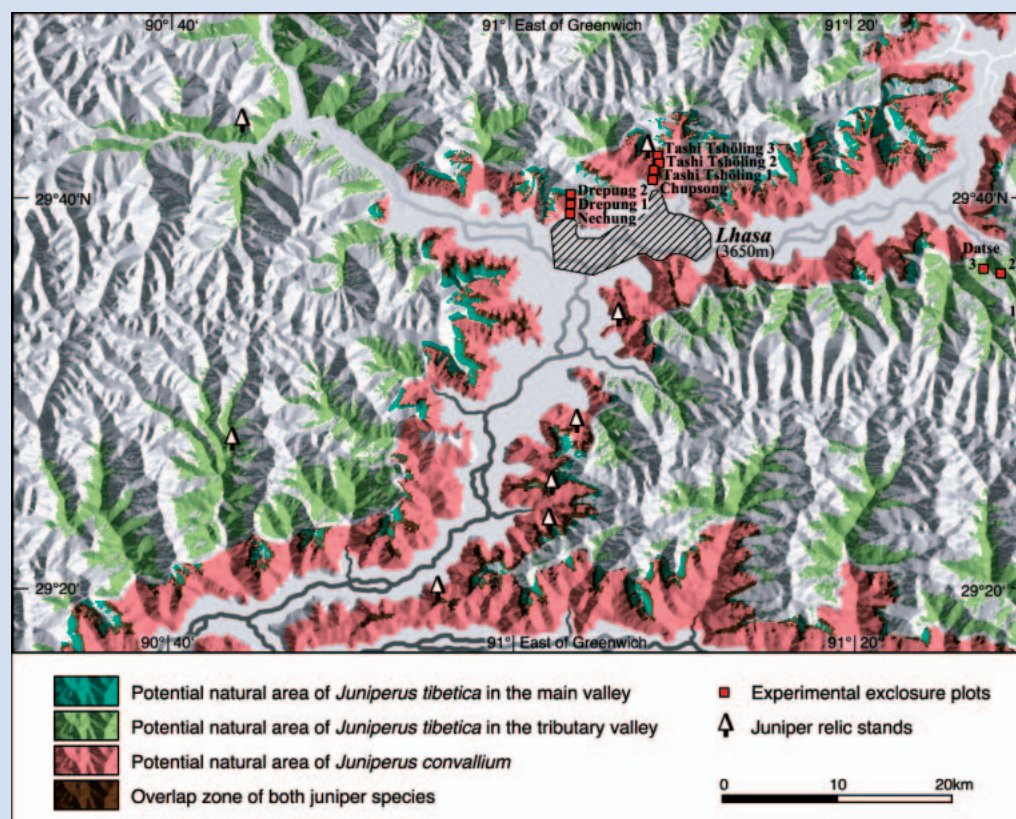 90° 40'
91° East of Greenwich
91° 20'
Tashi Tshöling 3
Tashi Tshöling 2
Tashi Tshöling 1
Chupsong
Drepung 2
Drepung 1
Nechung
29°40'
29°40'N
Lhasa
(3650m)
Datse
3
2
1
29°20'
29°20'N
90° 40'
91° East of Greenwich
91° 20'
Potential natural area of Juniperus tibetica in the main valley
Potential natural area of Juniperus tibetica in the tributary valley
Potential natural area of Juniperus convallium
Overlap zone of both juniper species
Experimental exclosure plots
Juniper relic stands
0 10 20km